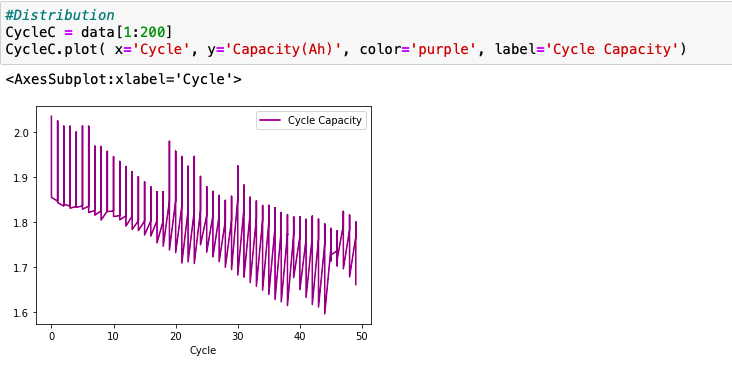 #Distribution
CycleC = data[1:200]
CycleC.plot( x='Cycle', y='Capacity(Ah)', color='purple', label='Cycle Capacity')
<AxesSubplot:xlabel='Cycle'>
Cycle Capacity
2.0
1.9
1.8
1.7
1.6
0 10 20 30 40 50
Cycle